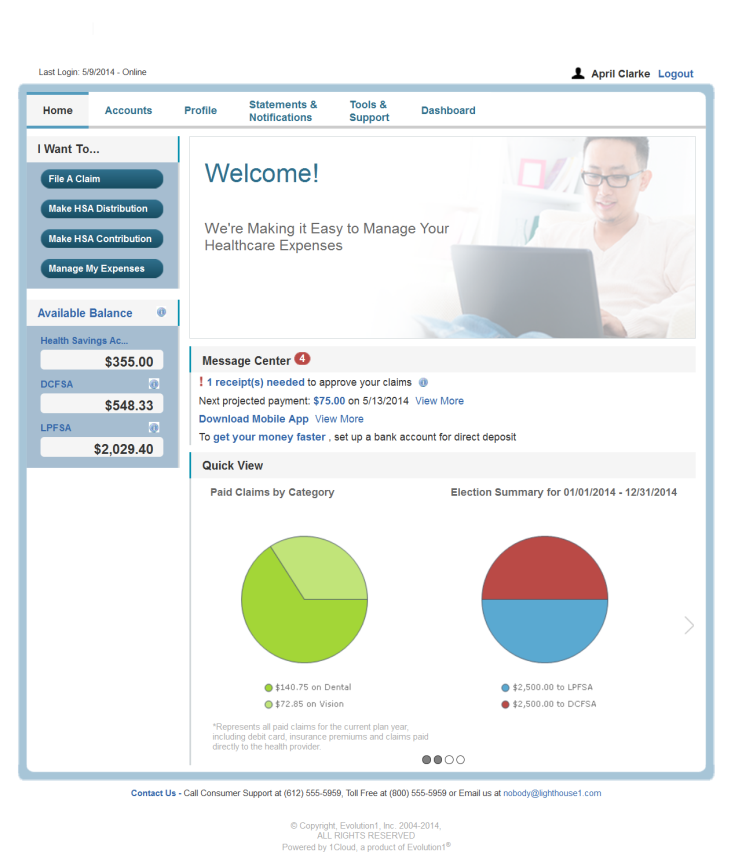 Last Login: 5/9/2014 - Online
April Clarke Logout
Home Accounts Profile Statements & Notifications Tools & Support Dashboard
I Want To...
File A Claim
Make HSA Distribution
Make HSA Contribution
Manage My Expenses
Available Balance
Health Savings Ac...
$355.00
DCFSA
$548.33
LPFSA
$2,029.40
Welcome!
We're Making it Easy to Manage Your
Healthcare Expenses
Message Center 4
! 1 receipt(s) needed to approve your claims
Next projected payment: $75.00 on 5/13/2014 View More
Download Mobile App View More
To get your money faster , set up a bank account for direct deposit
Quick View
Paid Claims by Category
$140.75 on Dental
$72.85 on Vision
*Represents all paid claims for the current plan year,
including debit card, insurance premiums and claims paid
directly to the health provider.
Election Summary for 01/01/2014 - 12/31/2014
$2,500.00 to LPFSA
$2,500.00 to DCFSA
Contact Us - Call Consumer Support at (612) 555-5959, Toll Free at (800) 555-5959 or Email us at nobody@lighthouse1.com
© Copyright, Evolution1, Inc. 2004-2014,
ALL RIGHTS RESERVED
Powered by 1Cloud, a product of Evolution1®